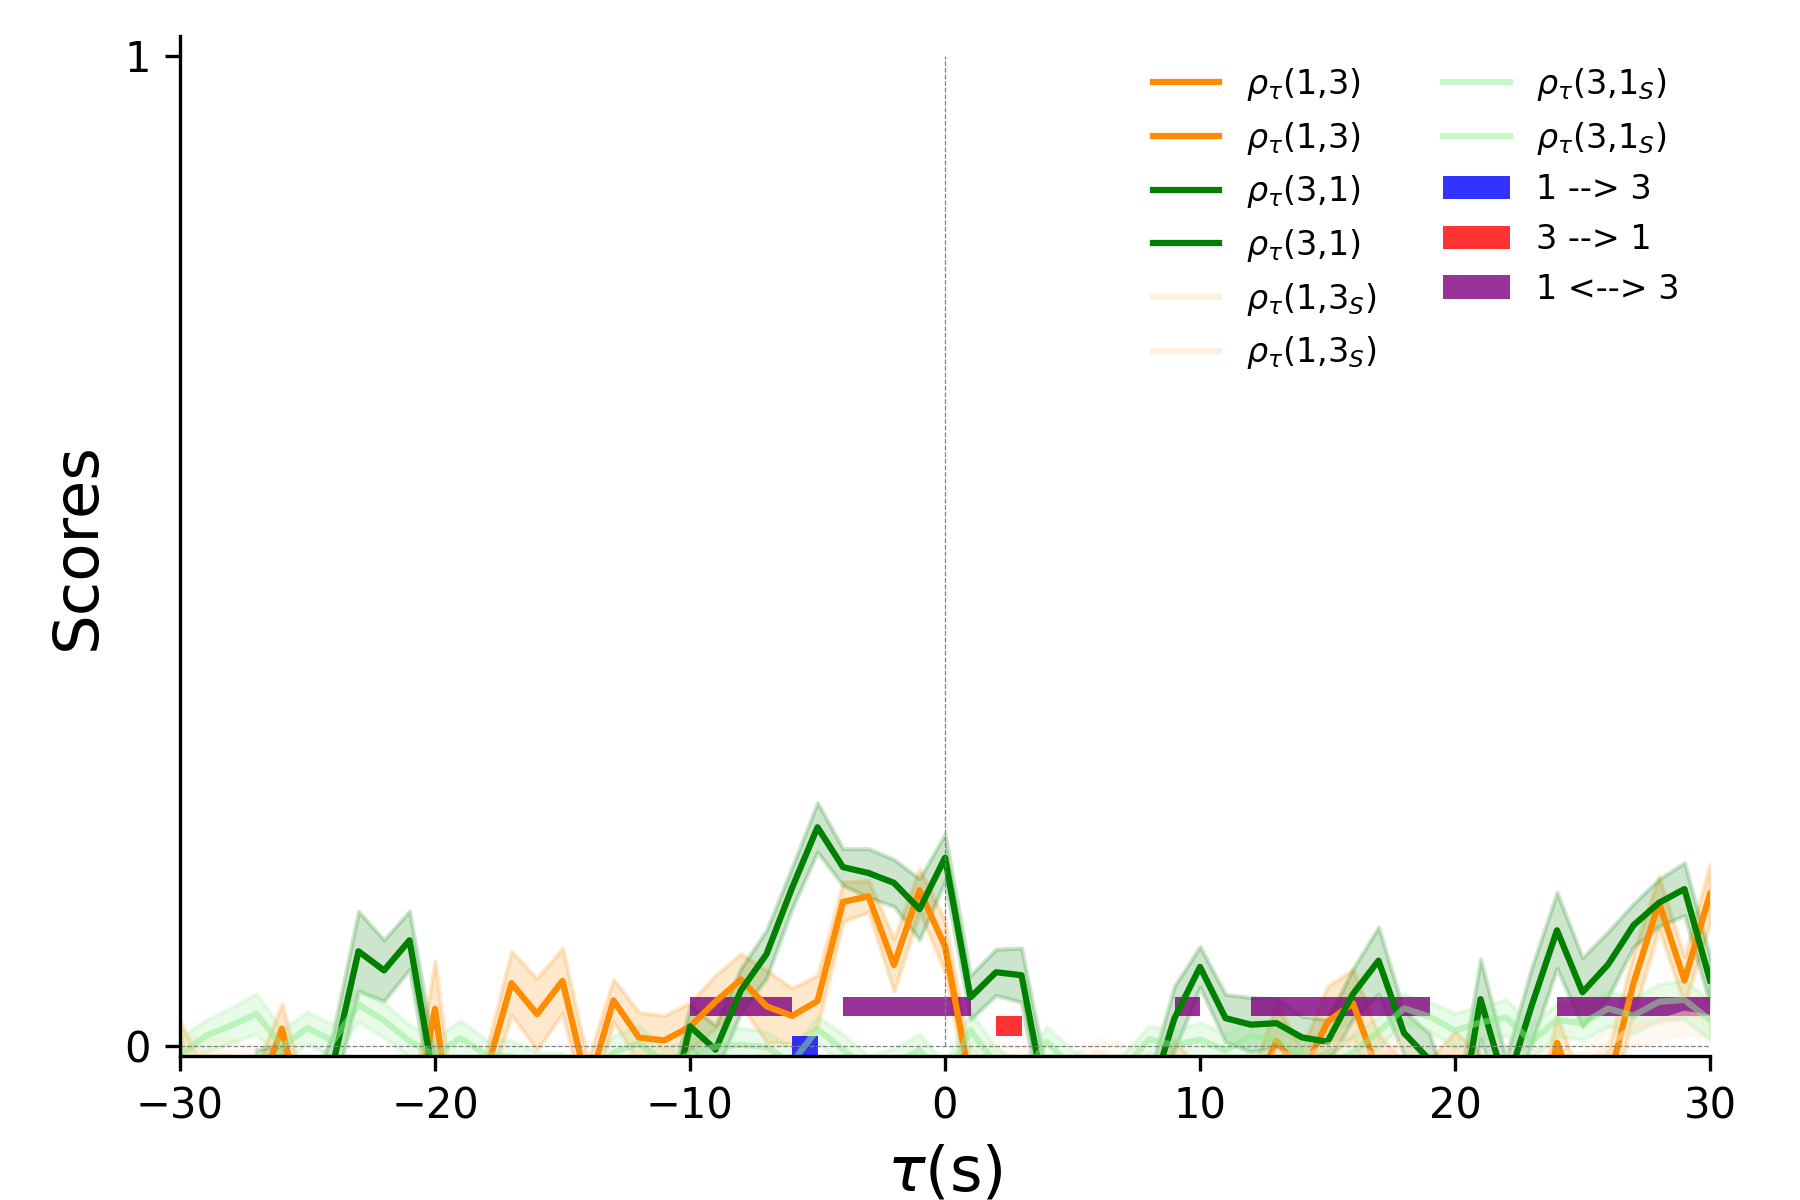 1
ρτ(1,3)
ρτ(1,3)
ρτ(3,1)
ρτ(3,1)
ρτ(1,3S)
ρτ(1,3S)
ρτ(3,1S)
ρτ(3,1S)
1 --> 3
3 --> 1
1 <--> 3
Scores
0
−30 −20 −10 0 10 20 30
τ(s)